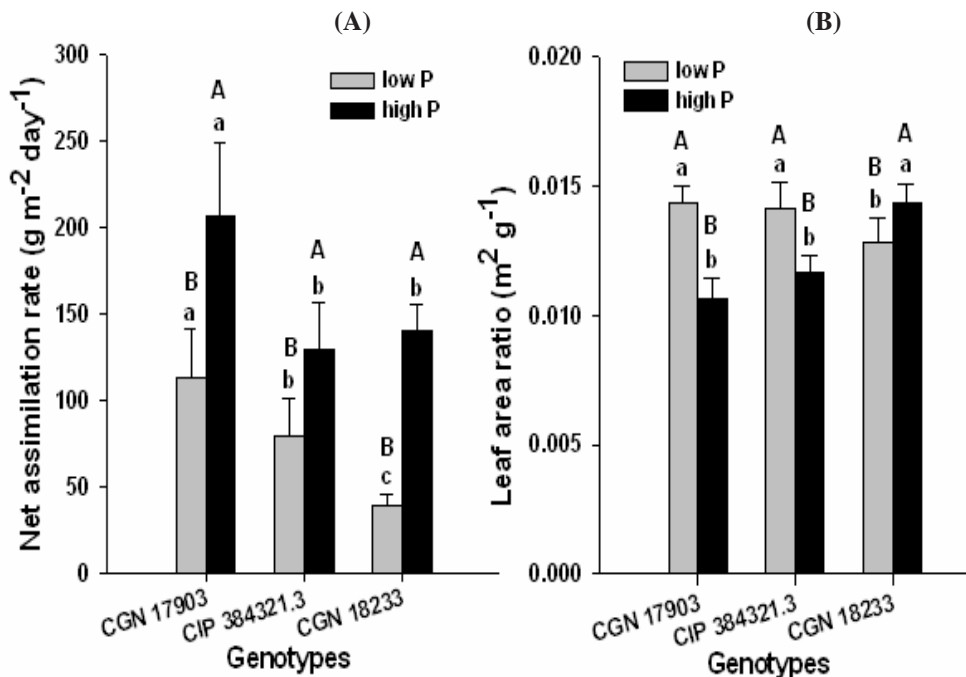 (A)
Net assimilation rate (g m⁻² day⁻¹)
300
250
200
150
100
50
0
low P
high P
B
a
A
a
B
b
A
b
B
c
A
b
CGN 17903
CIP 384321.3
CGN 18233
Genotypes
(B)
Leaf area ratio (m² g⁻¹)
0.020
0.015
0.010
0.005
0.000
low P
high P
A
a
B
b
A
a
B
b
B
b
A
a
CGN 17903
CIP 384321.3
CGN 18233
Genotypes